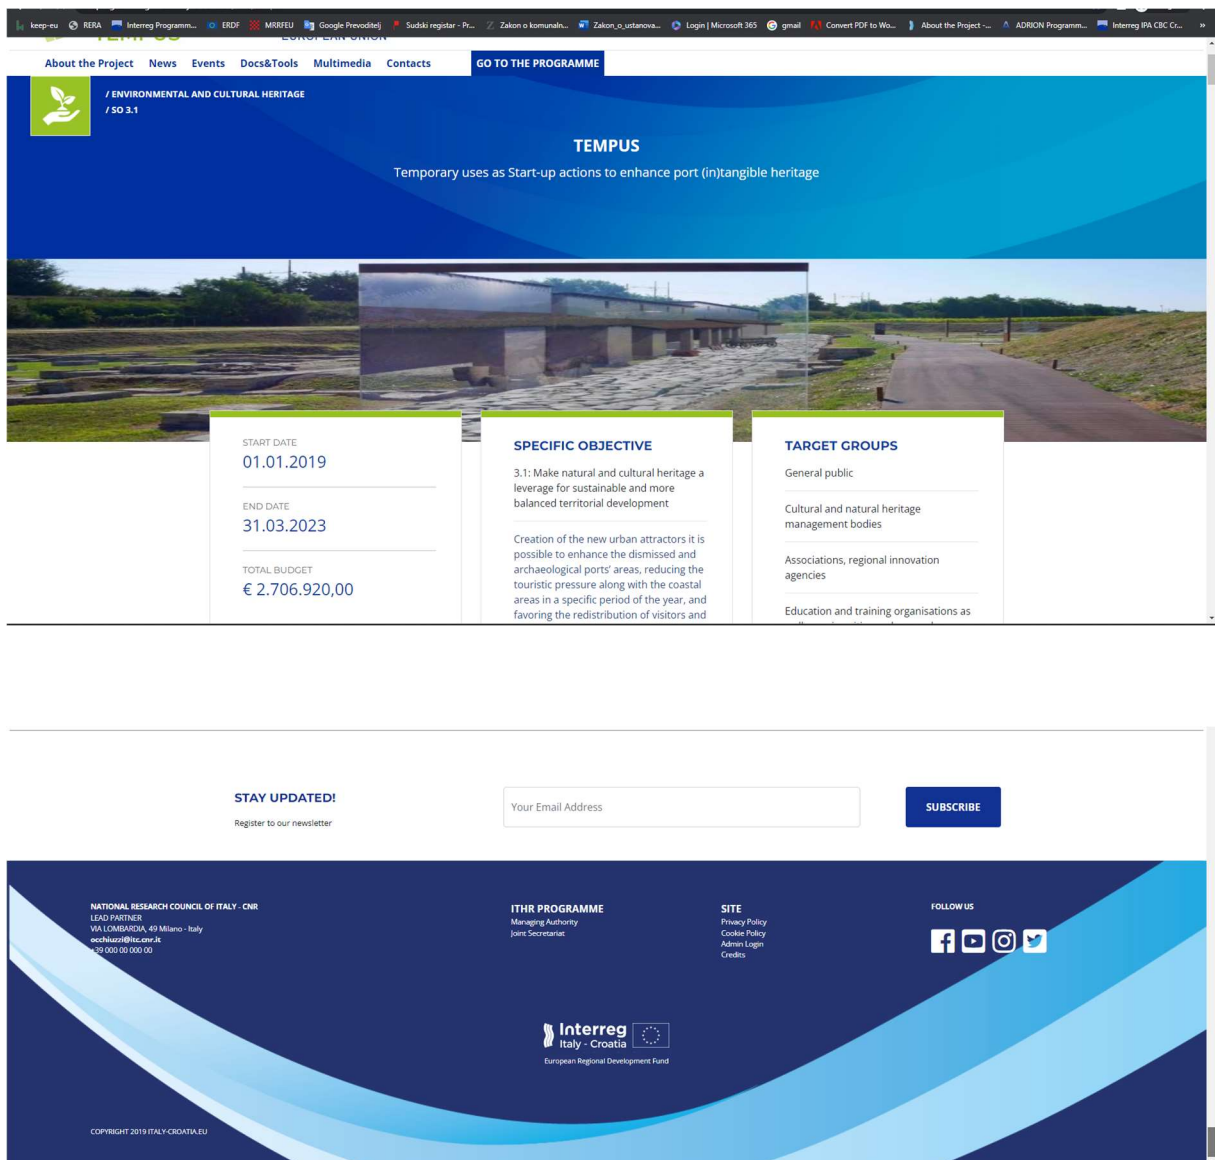 keep-eu RERA Interreg Programm... ERDF MRRFEU Google Prevoditelj Sudski registar - Pr... Zakon o komunaln... Zakon_o_ustanova... Login | Microsoft 365 gmail Convert PDF to Wo... About the Project -... ADRION Programm... Interreg IPA CBC Cr... »
TEMPUS EUROPEAN UNION
About the Project News Events Docs&Tools Multimedia Contacts GO TO THE PROGRAMME
/ ENVIRONMENTAL AND CULTURAL HERITAGE
/ SO 3.1
TEMPUS
Temporary uses as Start-up actions to enhance port (in)tangible heritage
START DATE
01.01.2019
END DATE
31.03.2023
TOTAL BUDGET
€ 2.706.920,00
SPECIFIC OBJECTIVE
3.1: Make natural and cultural heritage a
leverage for sustainable and more
balanced territorial development
Creation of the new urban attractors it is
possible to enhance the dismissed and
archaeological ports' areas, reducing the
touristic pressure along with the coastal
areas in a specific period of the year, and
favoring the redistribution of visitors and
TARGET GROUPS
General public
Cultural and natural heritage
management bodies
Associations, regional innovation
agencies
Education and training organisations as
STAY UPDATED!
Register to our newsletter
Your Email Address
SUBSCRIBE
NATIONAL RESEARCH COUNCIL OF ITALY - CNR
LEAD PARTNER
VIA LOMBARDIA, 49 Milano - Italy
occhiuzzi@itc.cnr.it
+39 000 00 000 00
ITHR PROGRAMME
Managing Authority
Joint Secretariat
SITE
Privacy Policy
Cookie Policy
Admin Login
Credits
FOLLOW US
Interreg
Italy - Croatia
European Regional Development Fund
COPYRIGHT 2019 ITALY-CROATIA.EU